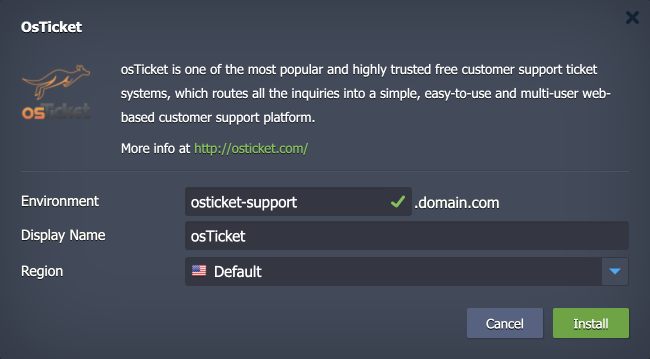 OsTicket
osTicket is one of the most popular and highly trusted free customer support ticket
systems, which routes all the inquiries into a simple, easy-to-use and multi-user web-
based customer support platform.
osTicket
More info at http://osticket.com/
Environment osticket-support .domain.com
Display Name osTicket
Region Default
Cancel Install